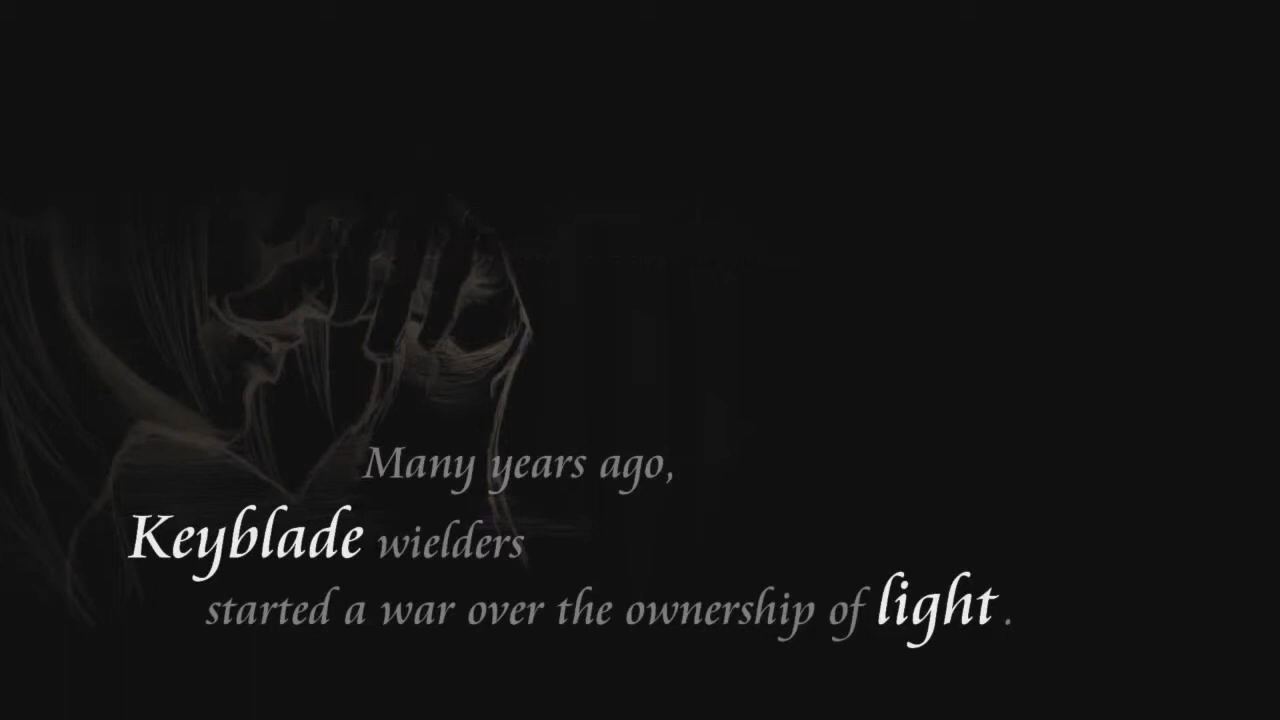 Many years ago,
Keyblade wielders
started a war over the ownership of light.